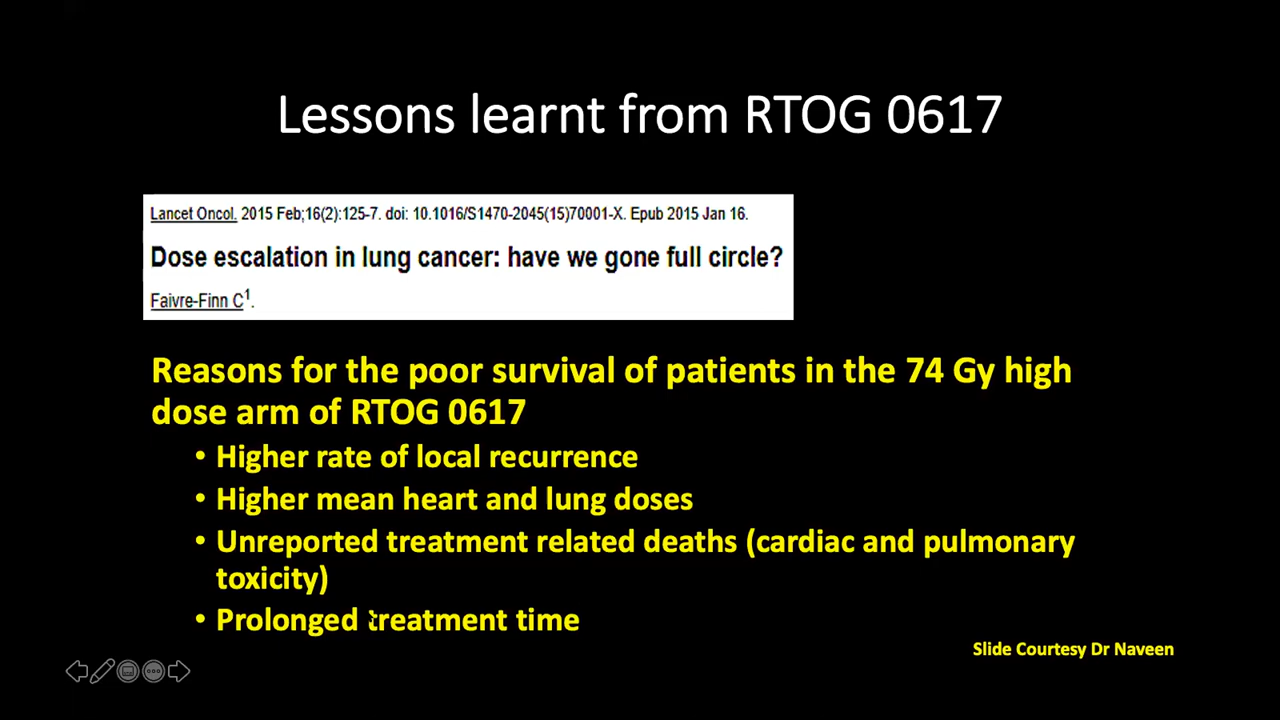 Lessons learnt from RTOG 0617
Lancet Oncol. 2015 Feb;16(2):125-7. doi: 10.1016/S1470-2045(15)70001-X. Epub 2015 Jan 16.
Dose escalation in lung cancer: have we gone full circle?
Faivre-Finn C1.
Reasons for the poor survival of patients in the 74 Gy high
dose arm of RTOG 0617
• Higher rate of local recurrence
• Higher mean heart and lung doses
• Unreported treatment related deaths (cardiac and pulmonary
toxicity)
• Prolonged treatment time
Slide Courtesy Dr Naveen